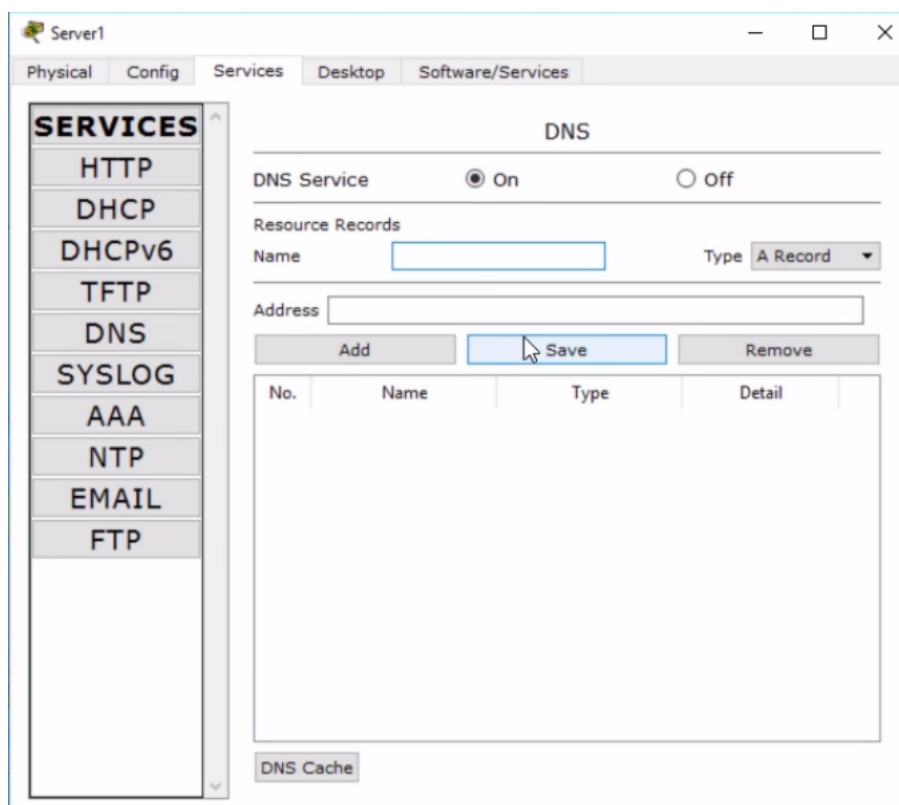 Server1
Physical Config Services Desktop Software/Services
SERVICES
HTTP
DHCP
DHCPv6
TFTP
DNS
SYSLOG
AAA
NTP
EMAIL
FTP
DNS
DNS Service On Off
Resource Records
Name Type A Record
Address
Add Save Remove
No. Name Type Detail
DNS Cache